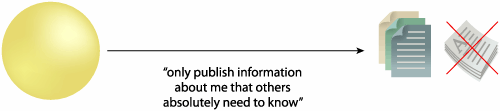 “only publish information
about me that others
absolutely need to know”
A